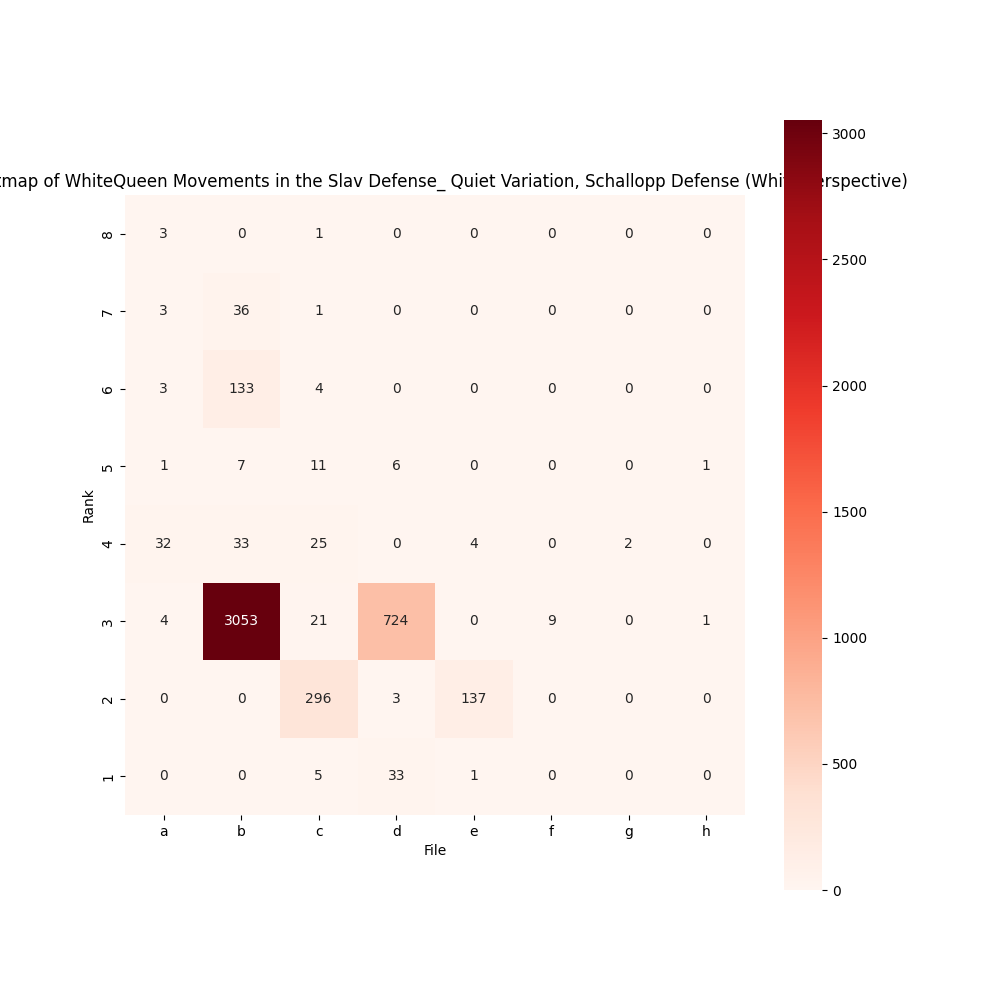 tmap of WhiteQueen Movements in the Slav Defense_ Quiet Variation, Schallopp Defense (Whi erspective)
3000
2500
2000
1500
1000
500
0
Rank
8 3 0 1 0 0 0 0 0
7 3 36 1 0 0 0 0 0
6 3 133 4 0 0 0 0 0
5 1 7 11 6 0 0 0 1
4 32 33 25 0 4 0 2 0
3 4 3053 21 724 0 9 0 1
2 0 0 296 3 137 0 0 0
1 0 0 5 33 1 0 0 0
a b c d e f g h
File